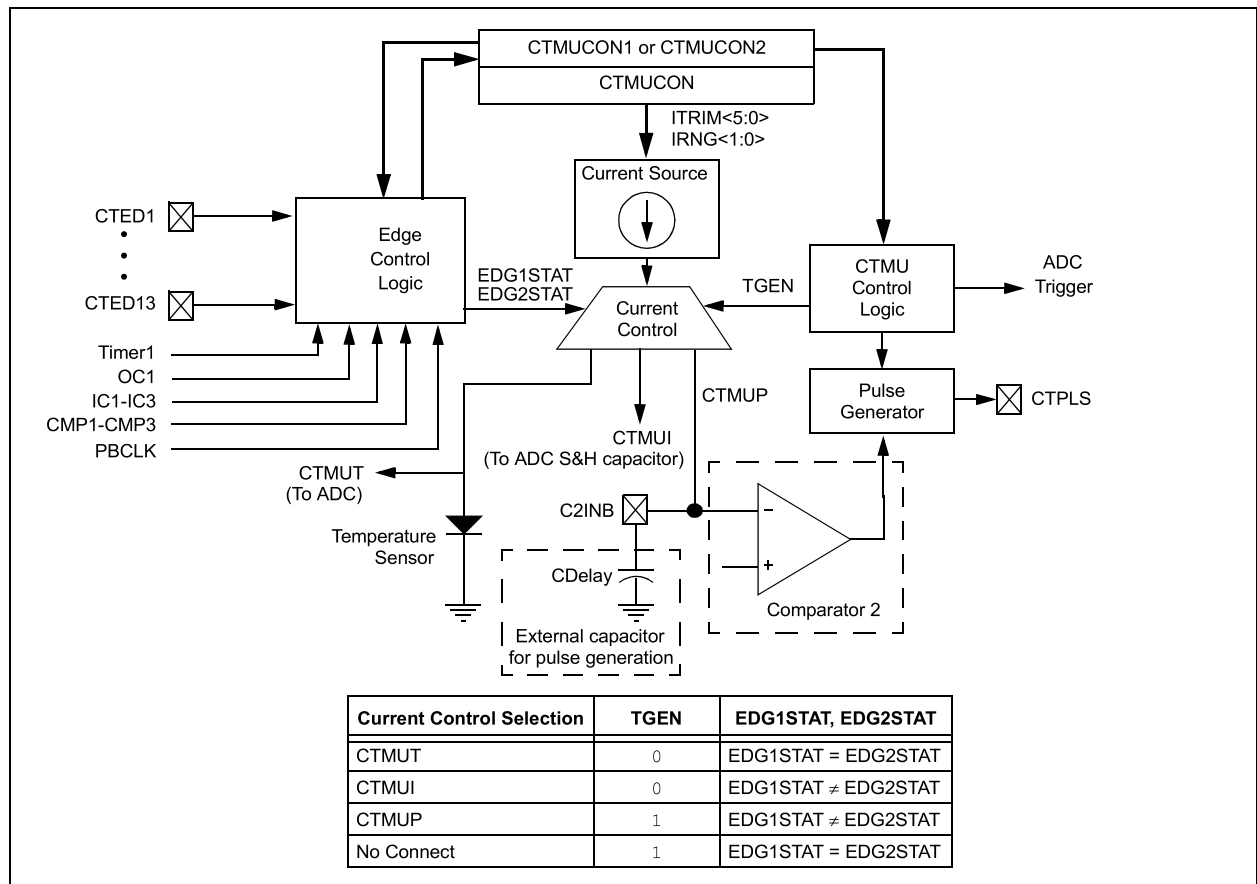 CTMUCON1 or CTMUCON2
CTMUCON
ITRIM<5:0>
IRNG<1:0>
Current Source
CTED1
•
•
•
CTED13
Edge
Control
Logic
EDG1STAT
EDG2STAT
Current
Control
TGEN
CTMU
Control
Logic
ADC
Trigger
Timer1
OC1
IC1-IC3
CMP1-CMP3
PBCLK
Pulse
Generator
CTPLS
CTMUP
CTMUI
(To ADC S&H capacitor)
CTMUT
(To ADC)
C2INB
Temperature
Sensor
CDelay
External capacitor
for pulse generation
–
+
Comparator 2
Current Control Selection TGEN EDG1STAT, EDG2STAT
CTMUT 0 EDG1STAT = EDG2STAT
CTMUI 0 EDG1STAT ≠ EDG2STAT
CTMUP 1 EDG1STAT ≠ EDG2STAT
No Connect 1 EDG1STAT = EDG2STAT